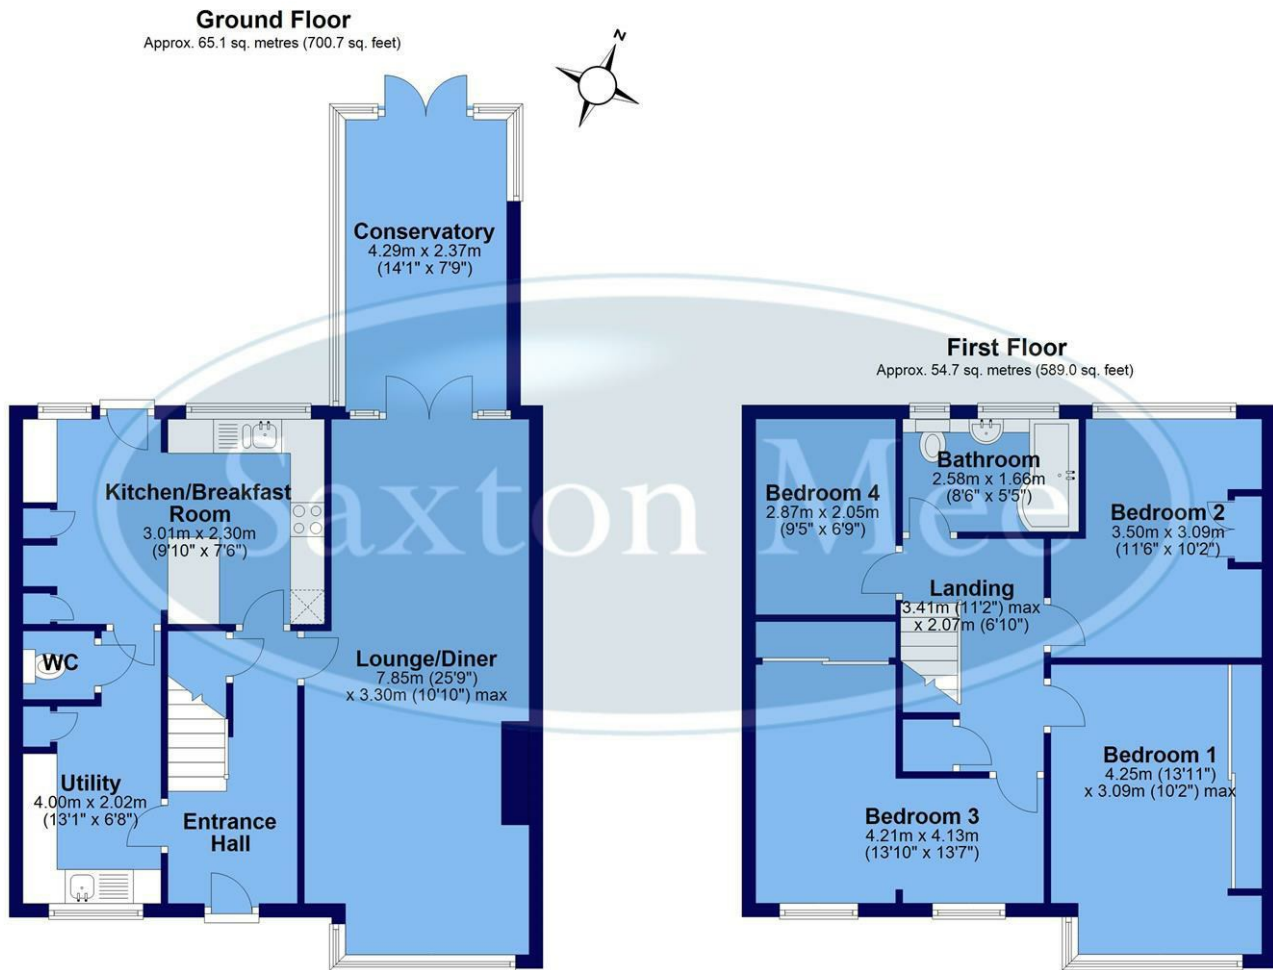 Ground Floor
Approx. 65.1 sq. metres (700.7 sq. feet)
N
Conservatory
4.29m x 2.37m
(14'1" x 7'9")
Kitchen/Breakfast
Room
3.01m x 2.30m
(9'10" x 7'6")
WC
Lounge/Diner
7.85m (25'9")
x 3.30m (10'10") max
Utility
4.00m x 2.02m
(13'1" x 6'8")
Entrance
Hall
First Floor
Approx. 54.7 sq. metres (589.0 sq. feet)
Bathroom
2.58m x 1.66m
(8'6" x 5'5")
Bedroom 4
2.87m x 2.05m
(9'5" x 6'9")
Bedroom 2
3.50m x 3.09m
(11'6" x 10'2")
Landing
3.41m (11'2") max
x 2.07m (6'10")
Bedroom 1
4.25m (13'11")
x 3.09m (10'2") max
Bedroom 3
4.21m x 4.13m
(13'10" x 13'7")
Saxton Mee